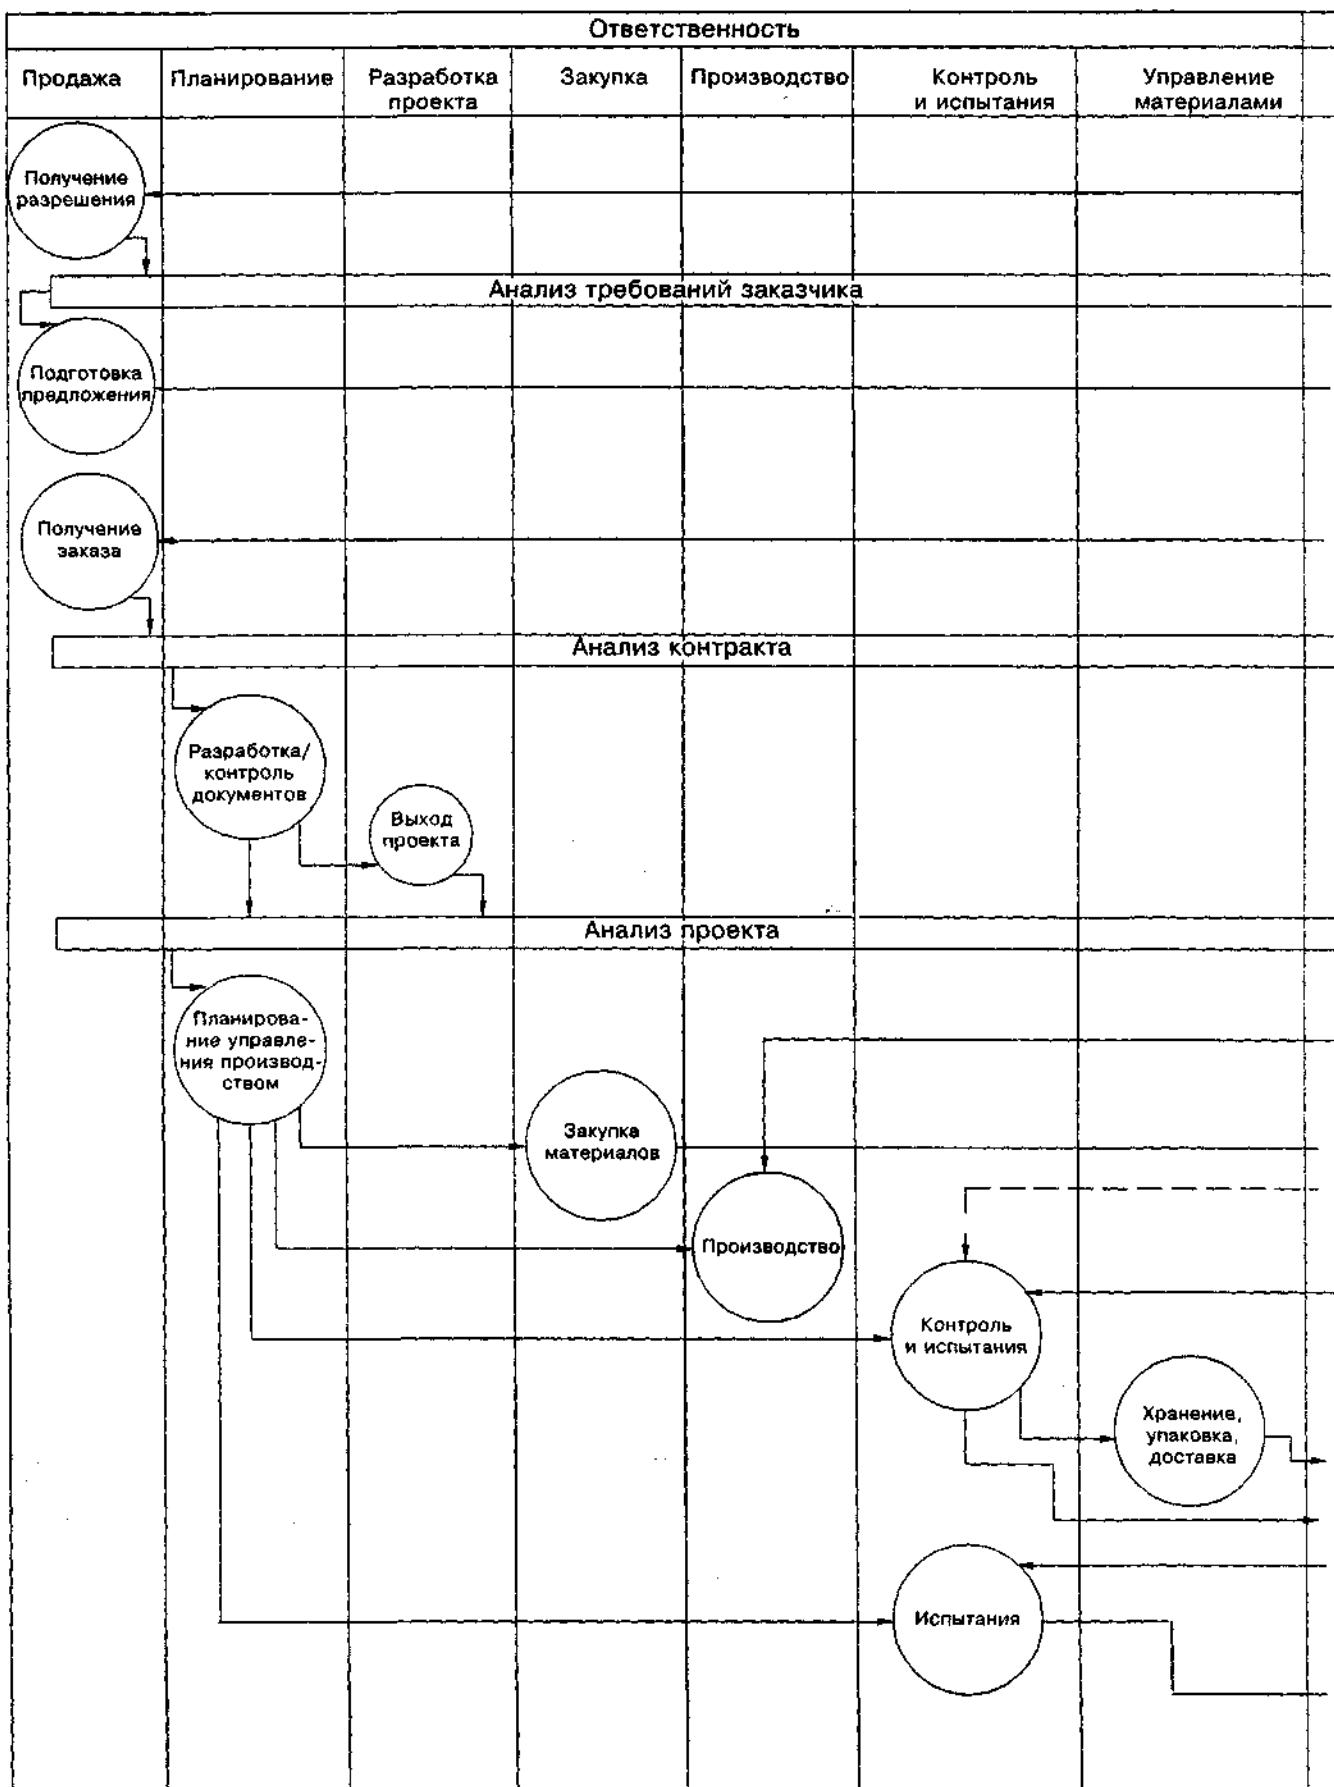 Ответственность
Продажа
Планирование
Разработка
проекта
Закупка
Производство
Контроль
и испытания
Управление
материалами
Получение
разрешения
Анализ требований заказчика
Подготовка
предложения
Получение
заказа
Анализ контракта
Разработка/
контроль
документов
Выход
проекта
Анализ проекта
Планирова-
ние управле-
ния производ-
ством
Закупка
материалов
Производство
Контроль
и испытания
Хранение,
упаковка,
доставка
Испытания